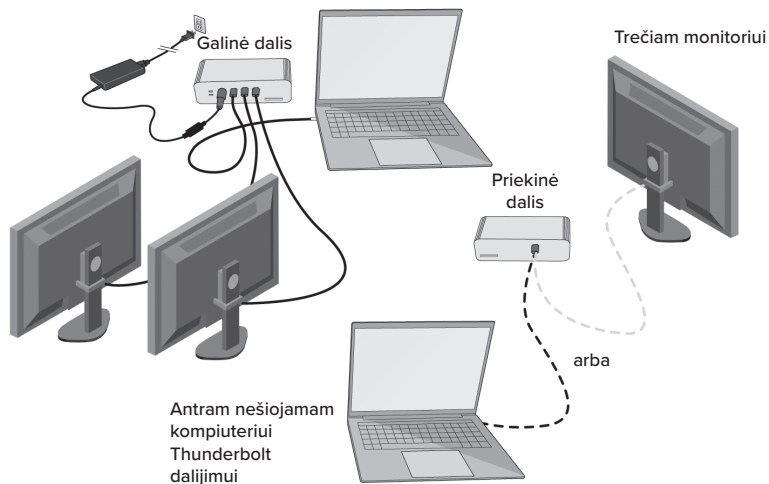 Galinė dalis
Trečiam monitoriui
Priekinė
dalis
arba
Antram nešiojamam
kompiuteriui
Thunderbolt
dalijimui